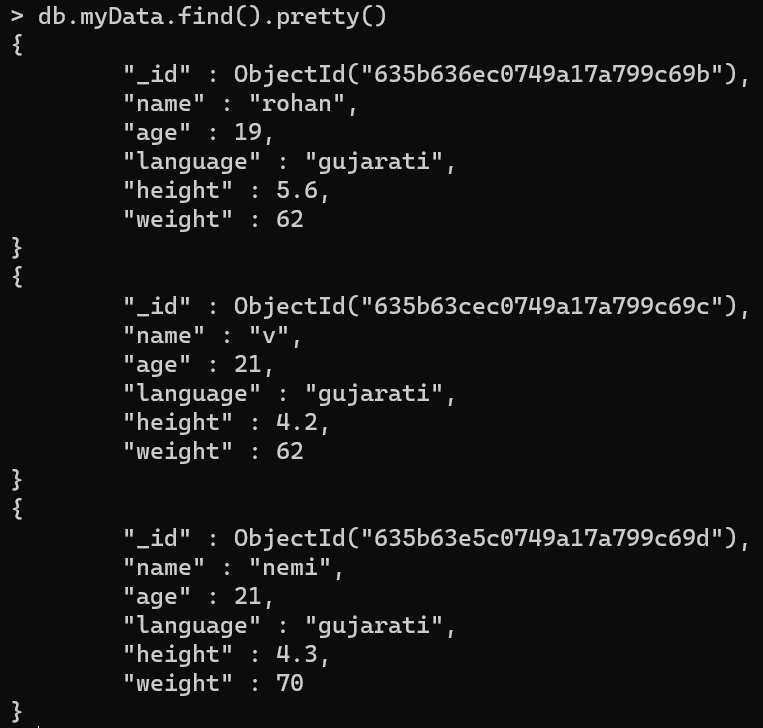 > db.myData.find().pretty()
{
        "_id" : ObjectId("635b636ec0749a17a799c69b"),
        "name" : "rohan",
        "age" : 19,
        "language" : "gujarati",
        "height" : 5.6,
        "weight" : 62
}
{
        "_id" : ObjectId("635b63cec0749a17a799c69c"),
        "name" : "v",
        "age" : 21,
        "language" : "gujarati",
        "height" : 4.2,
        "weight" : 62
}
{
        "_id" : ObjectId("635b63e5c0749a17a799c69d"),
        "name" : "nemi",
        "age" : 21,
        "language" : "gujarati",
        "height" : 4.3,
        "weight" : 70
}